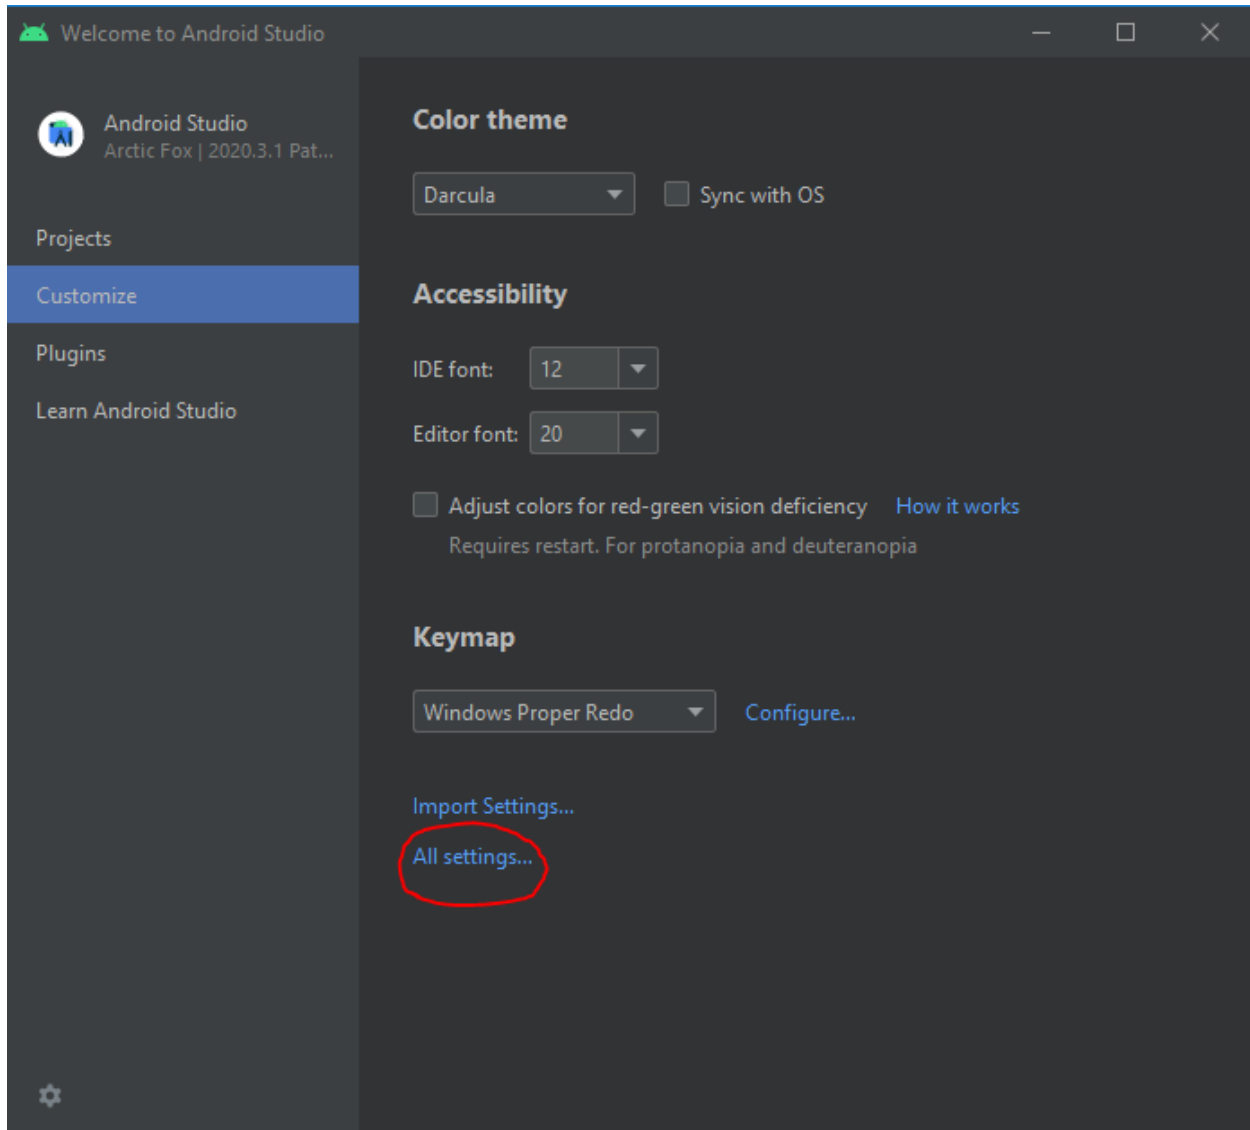 Welcome to Android Studio
Android Studio
Arctic Fox | 2020.3.1 Pat...
Projects
Customize
Plugins
Learn Android Studio
Color theme
Darcula
Sync with OS
Accessibility
IDE font: 12
Editor font: 20
Adjust colors for red-green vision deficiency How it works
Requires restart. For protanopia and deuteranopia
Keymap
Windows Proper Redo Configure...
Import Settings...
All settings...